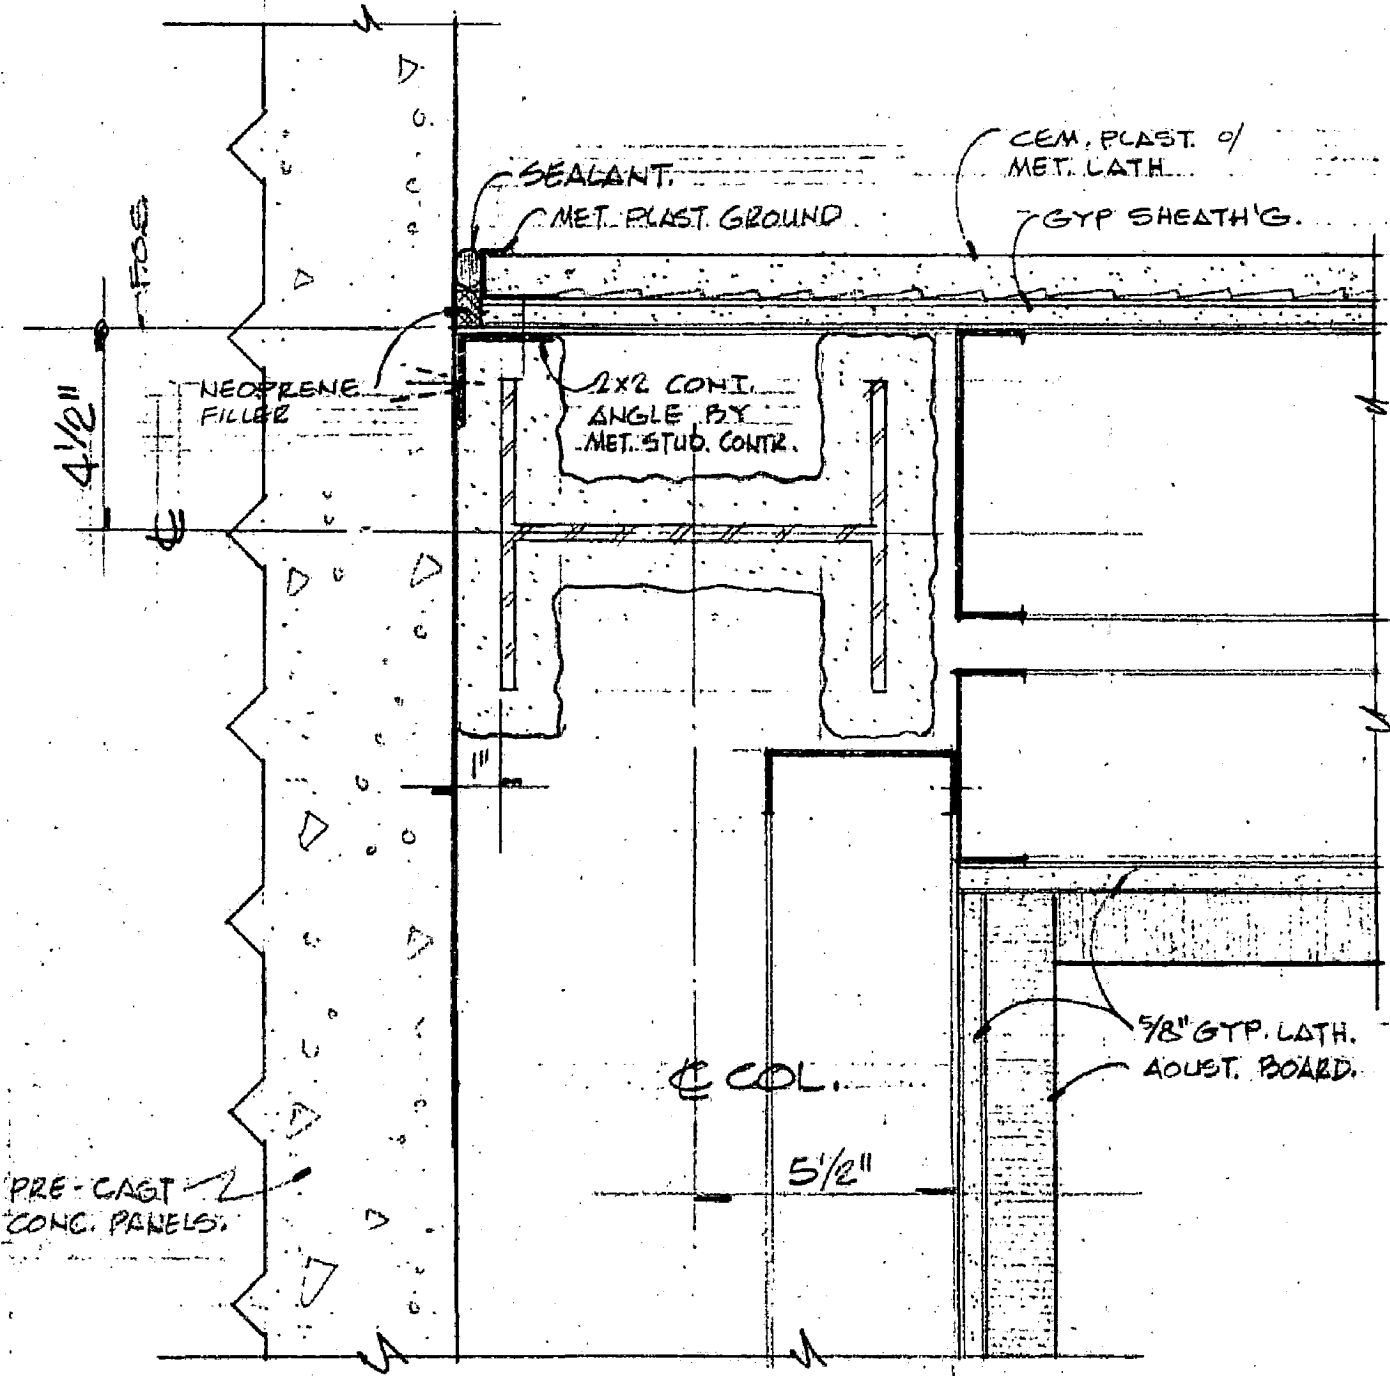 CEM. PLAST. O/
MET. LATH
SEALANT.
MET. PLAST. GROUND
GYP SHEATH'G.
F.O.S
NEOPRENE
FILLER
2x2 CONT.
ANGLE BY
MET. STUD. CONTR.
4 1/2"
1"
5/8" GYP. LATH.
AOUST. BOARD.
℄ COL.
5 1/2"
PRE-CAST
CONC. PANELS.